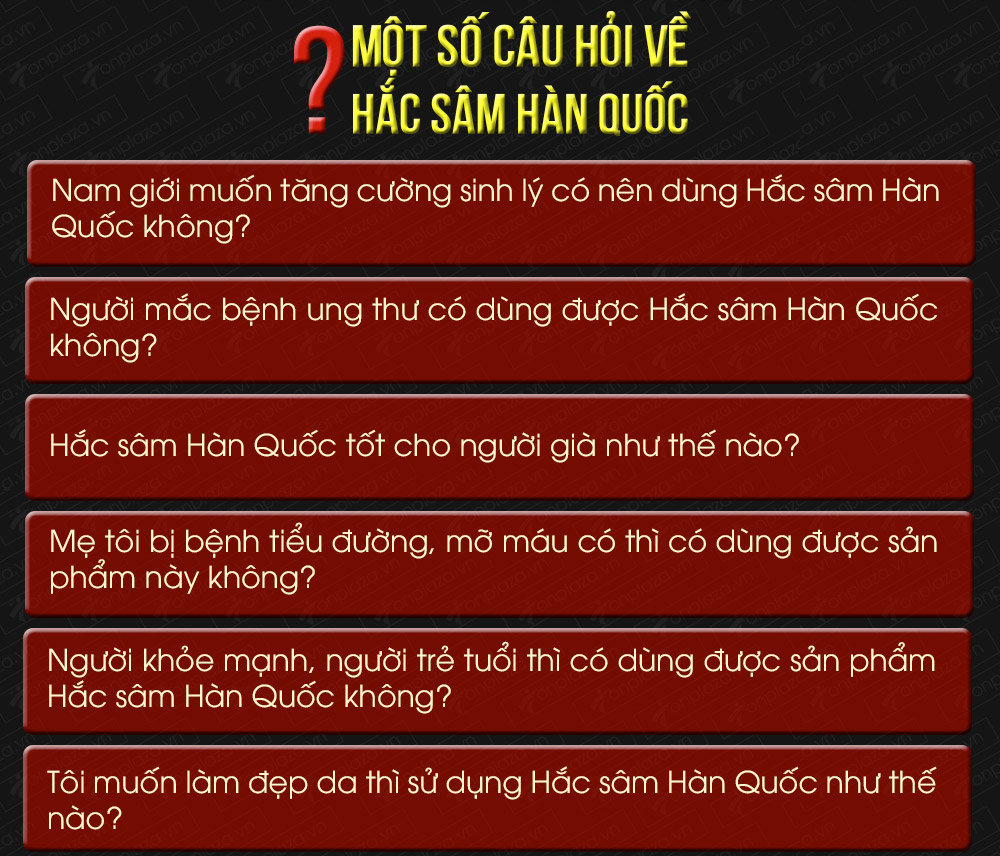 ?
MỘT SỐ CÂU HỎI VỀ
HẮC SÂM HÀN QUỐC
Nam giới muốn tăng cường sinh lý có nên dùng Hắc sâm Hàn
Quốc không?
Người mắc bệnh ung thư có dùng được Hắc sâm Hàn Quốc
không?
Hắc sâm Hàn Quốc tốt cho người già như thế nào?
Mẹ tôi bị bệnh tiểu đường, mỡ máu có thì có dùng được sản
phẩm này không?
Người khỏe mạnh, người trẻ tuổi thì có dùng được sản phẩm
Hắc sâm Hàn Quốc không?
Tôi muốn làm đẹp da thì sử dụng Hắc sâm Hàn Quốc như thế
nào?